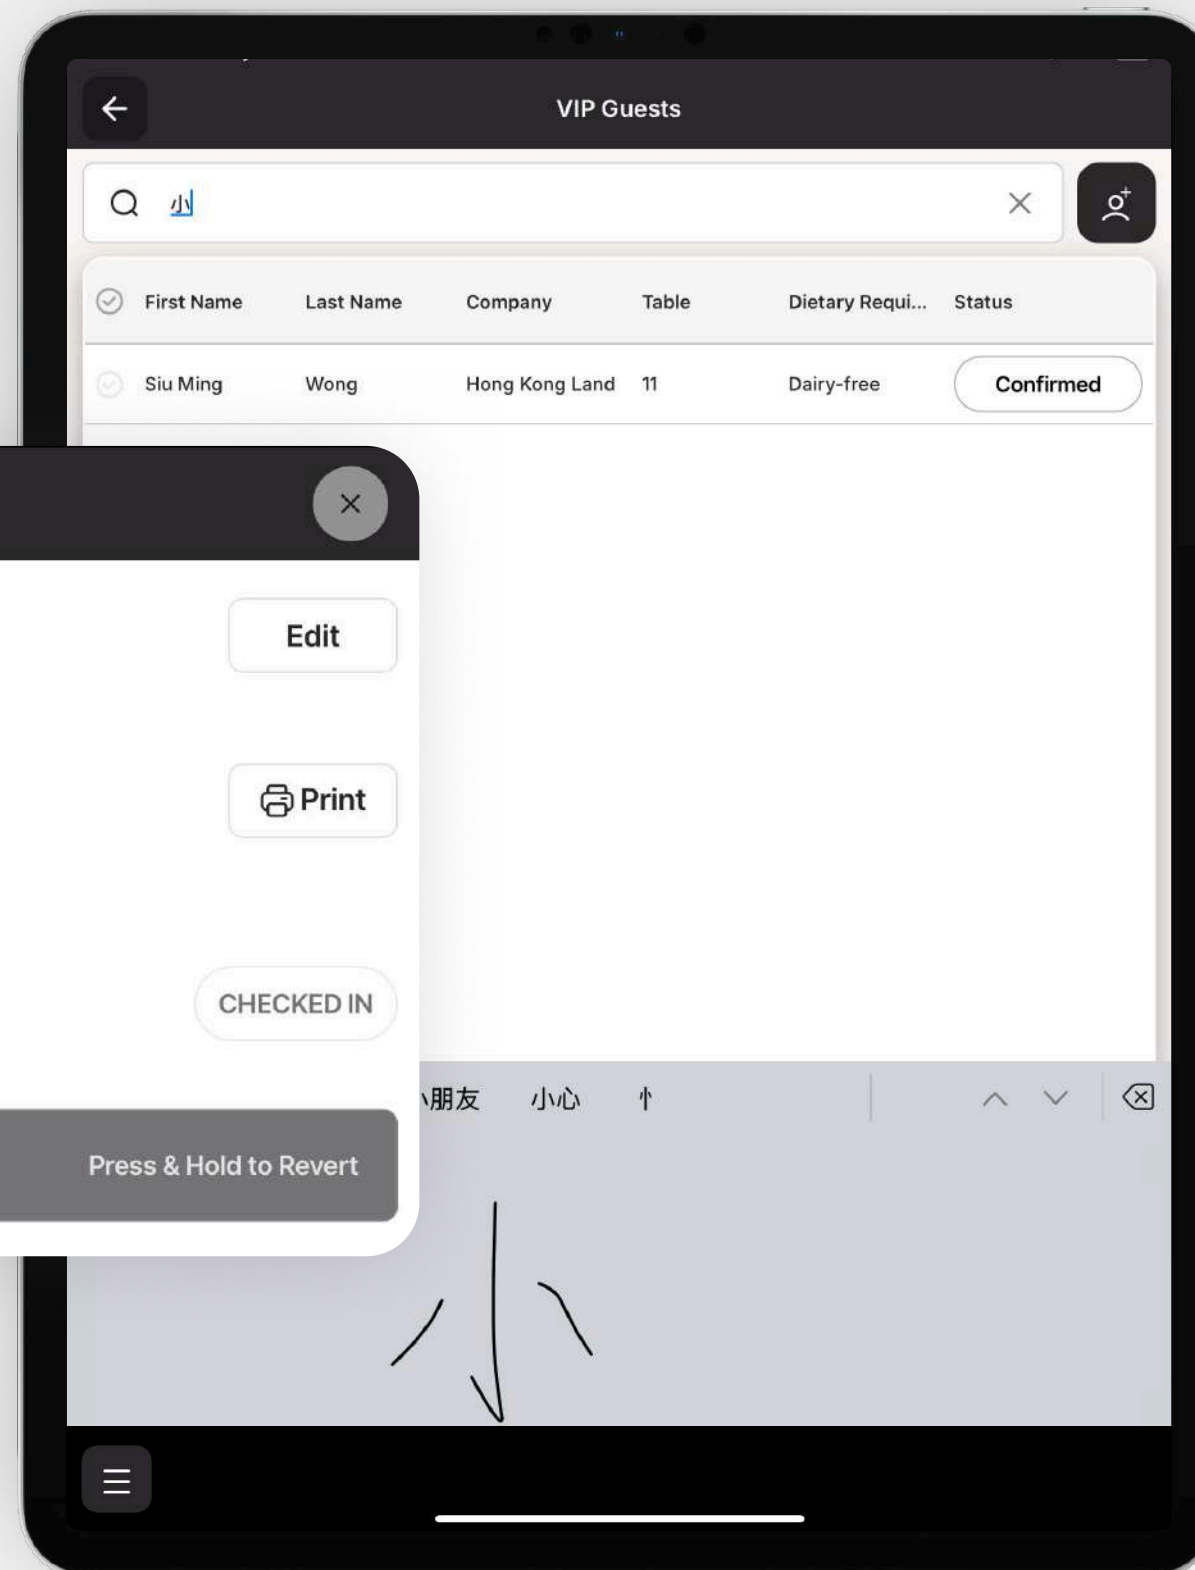 VIP Guests
小
First Name Last Name Company Table Dietary Requi... Status
Siu Ming Wong Hong Kong Land 11 Dairy-free Confirmed
Edit
Print
CHECKED IN
朋友 小心 忄
Press & Hold to Revert
小